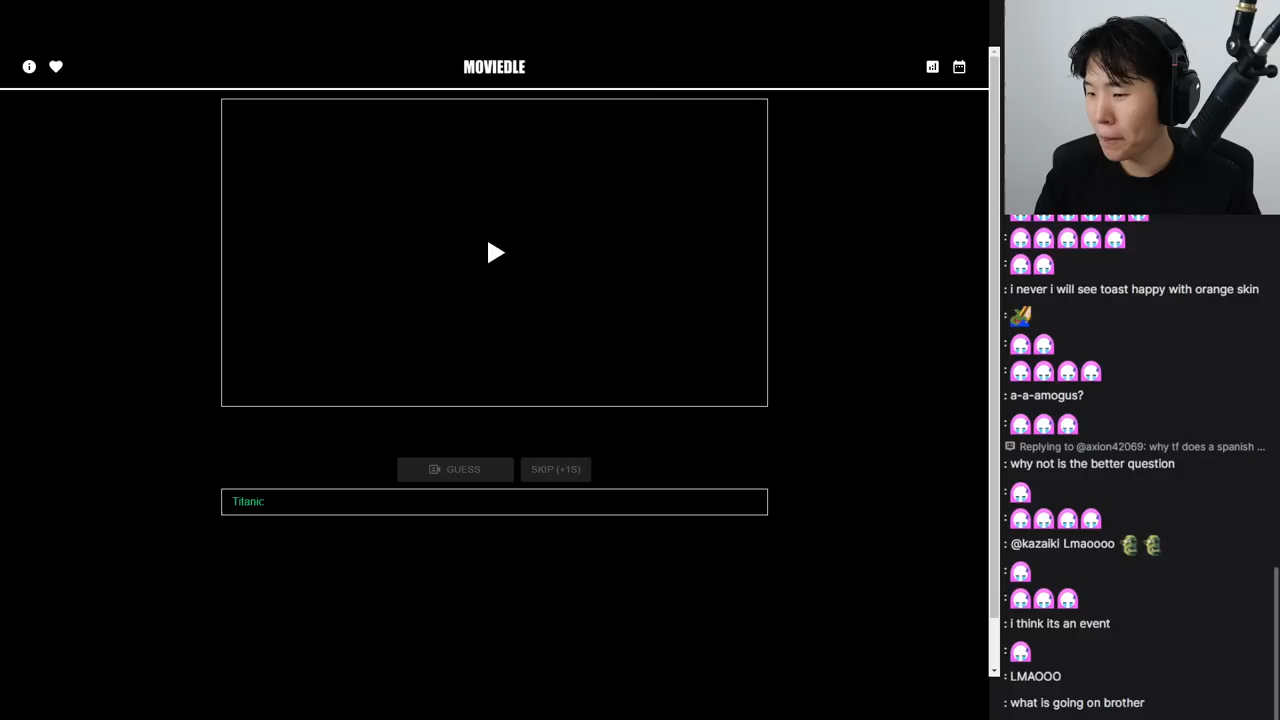 MOVIEDLE
GUESS
SKIP (+1S)
Titanic
: i never i will see toast happy with orange skin
: a-a-amogus?
Replying to @axion42069: why tf does a spanish ...
: why not is the better question
: @kazaiki Lmaoooo
: i think its an event
: LMAOOO
: what is going on brother